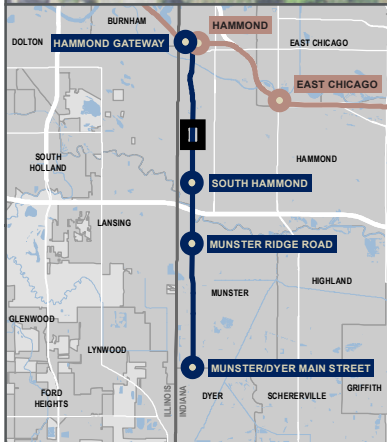 BURNHAM
HAMMOND
DOLTON
HAMMOND GATEWAY
EAST CHICAGO
EAST CHICAGO
SOUTH
HOLLAND
HAMMOND
SOUTH HAMMOND
LANSING
MUNSTER RIDGE ROAD
HIGHLAND
MUNSTER
GLENWOOD
LYNWOOD
MUNSTER/DYER MAIN STREET
FORD
HEIGHTS
ILLINOIS
INDIANA
DYER
SCHERERVILLE
GRIFFITH